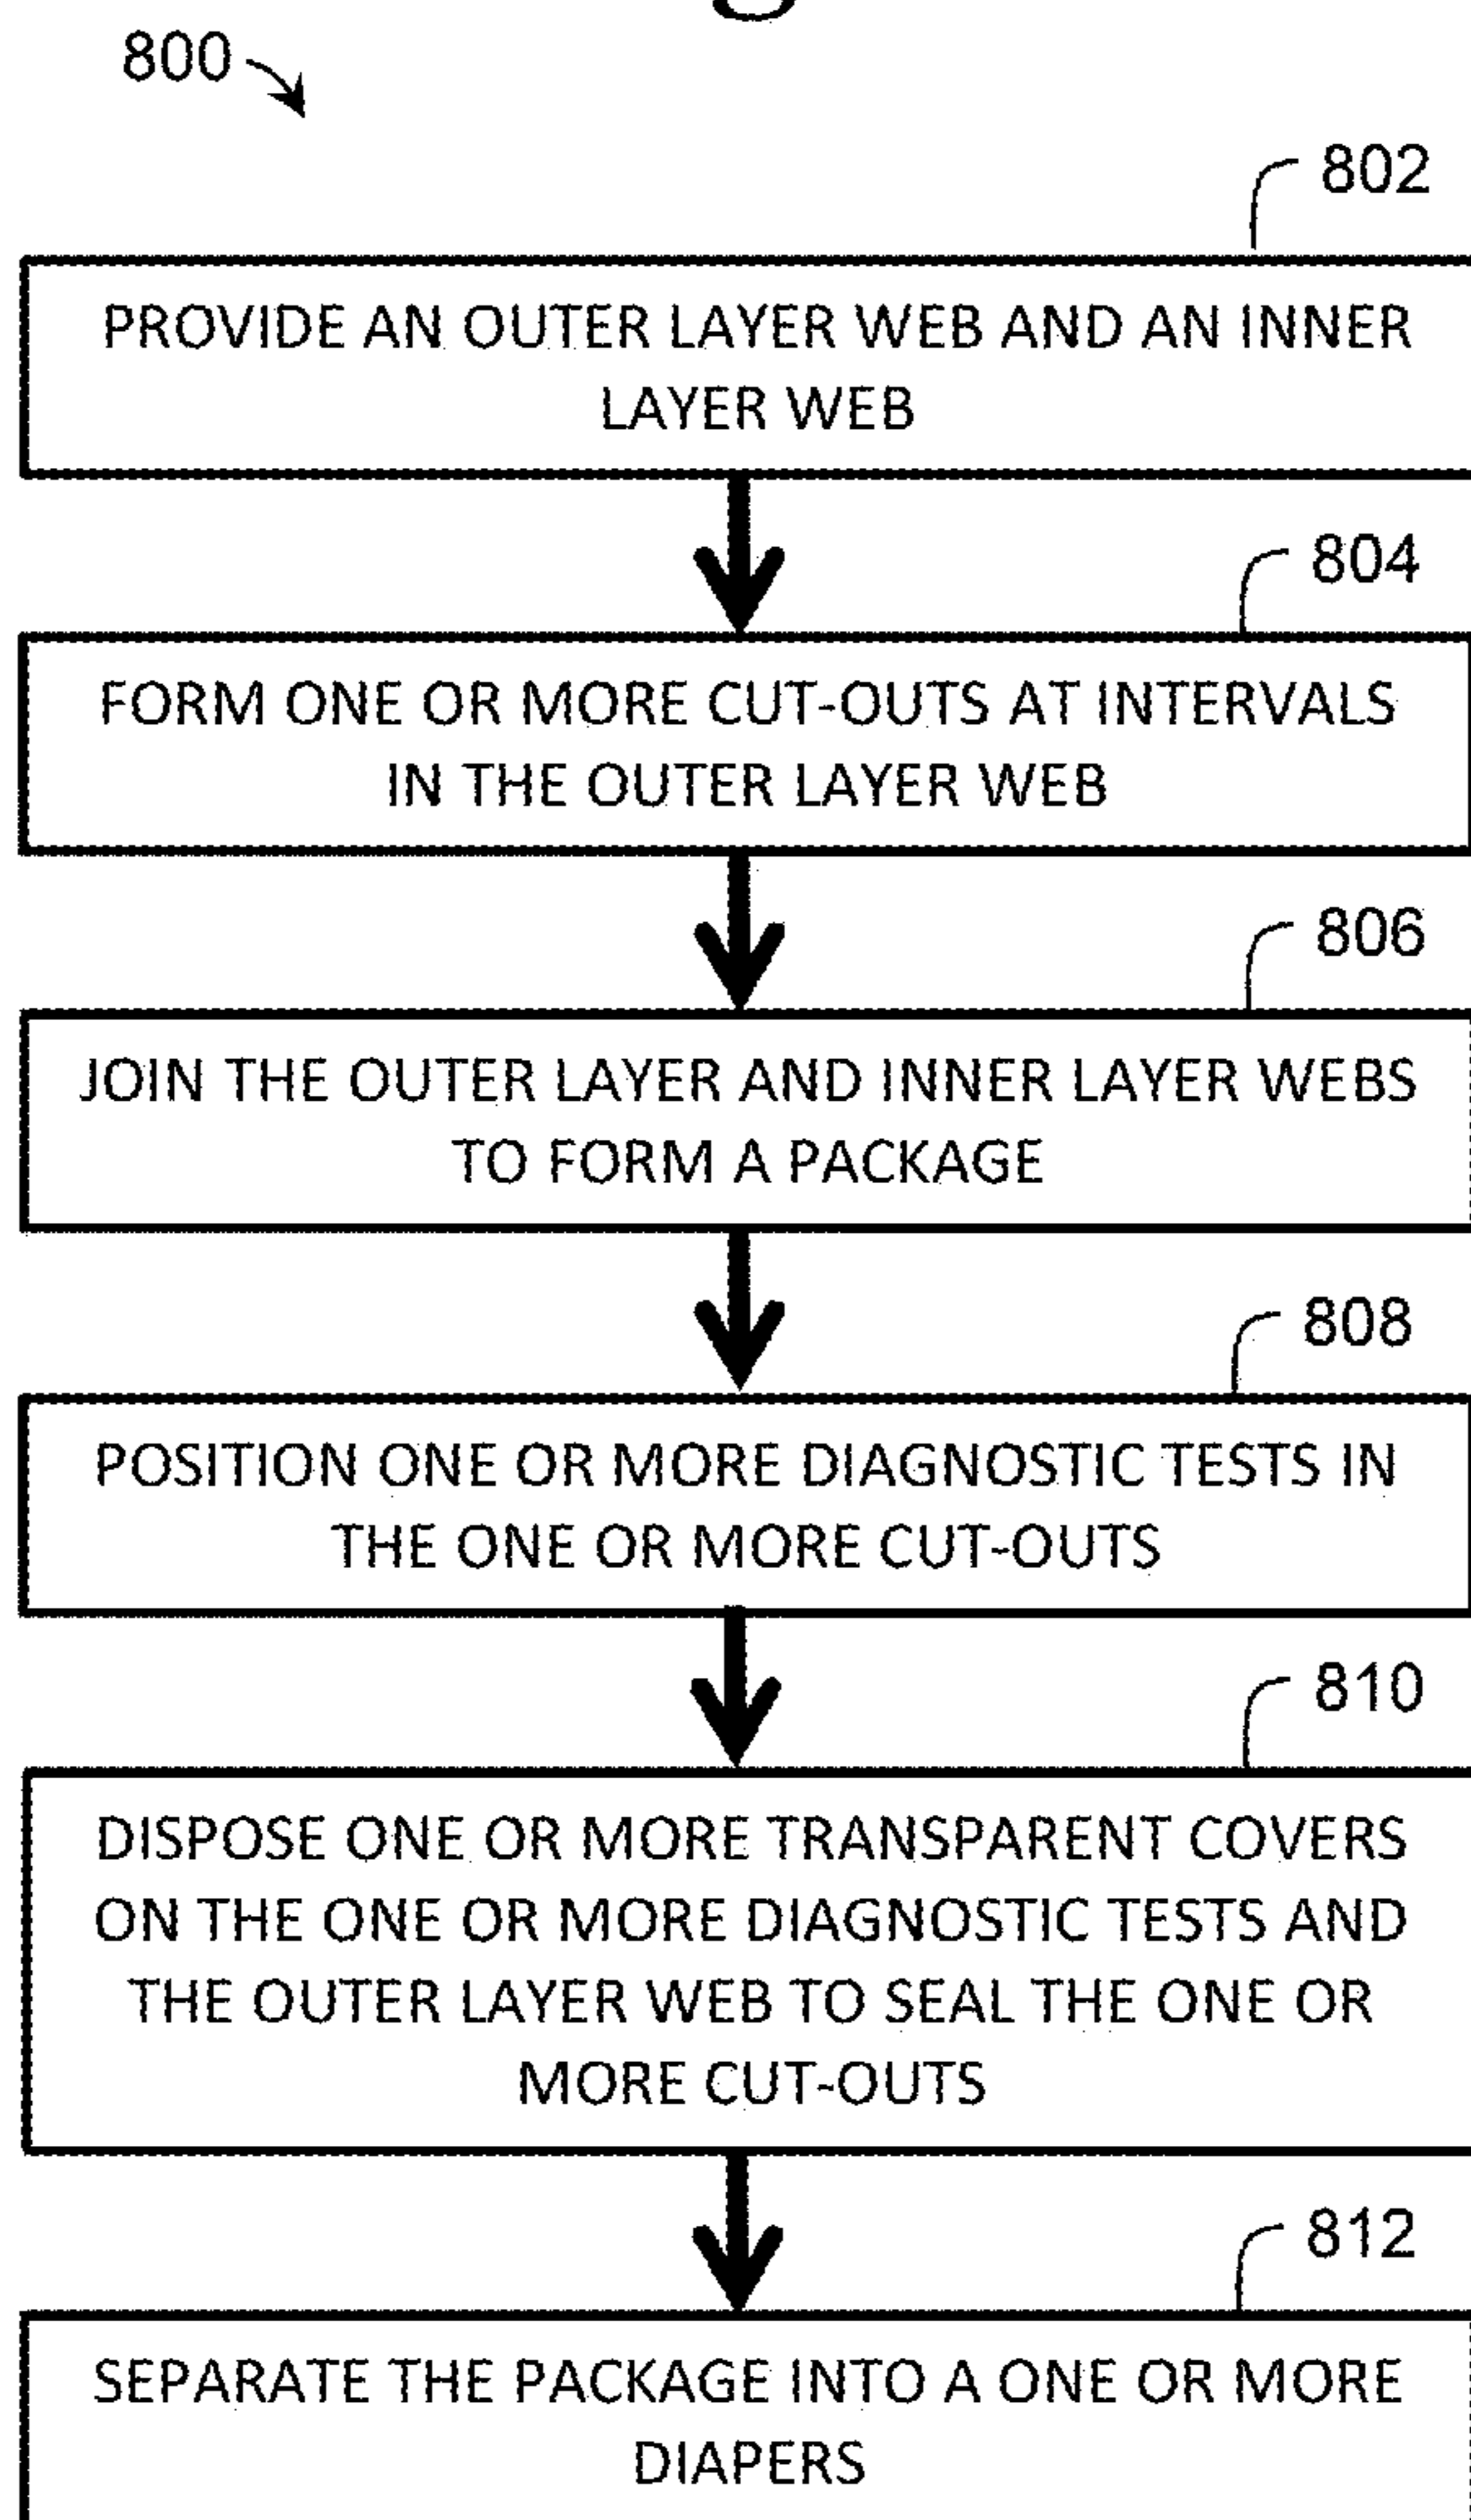 800
802
PROVIDE AN OUTER LAYER WEB AND AN INNER
LAYER WEB
804
FORM ONE OR MORE CUT-OUTS AT INTERVALS
IN THE OUTER LAYER WEB
806
JOIN THE OUTER LAYER AND INNER LAYER WEBS
TO FORM A PACKAGE
808
POSITION ONE OR MORE DIAGNOSTIC TESTS IN
THE ONE OR MORE CUT-OUTS
810
DISPOSE ONE OR MORE TRANSPARENT COVERS
ON THE ONE OR MORE DIAGNOSTIC TESTS AND
THE OUTER LAYER WEB TO SEAL THE ONE OR
MORE CUT-OUTS
812
SEPARATE THE PACKAGE INTO A ONE OR MORE
DIAPERS